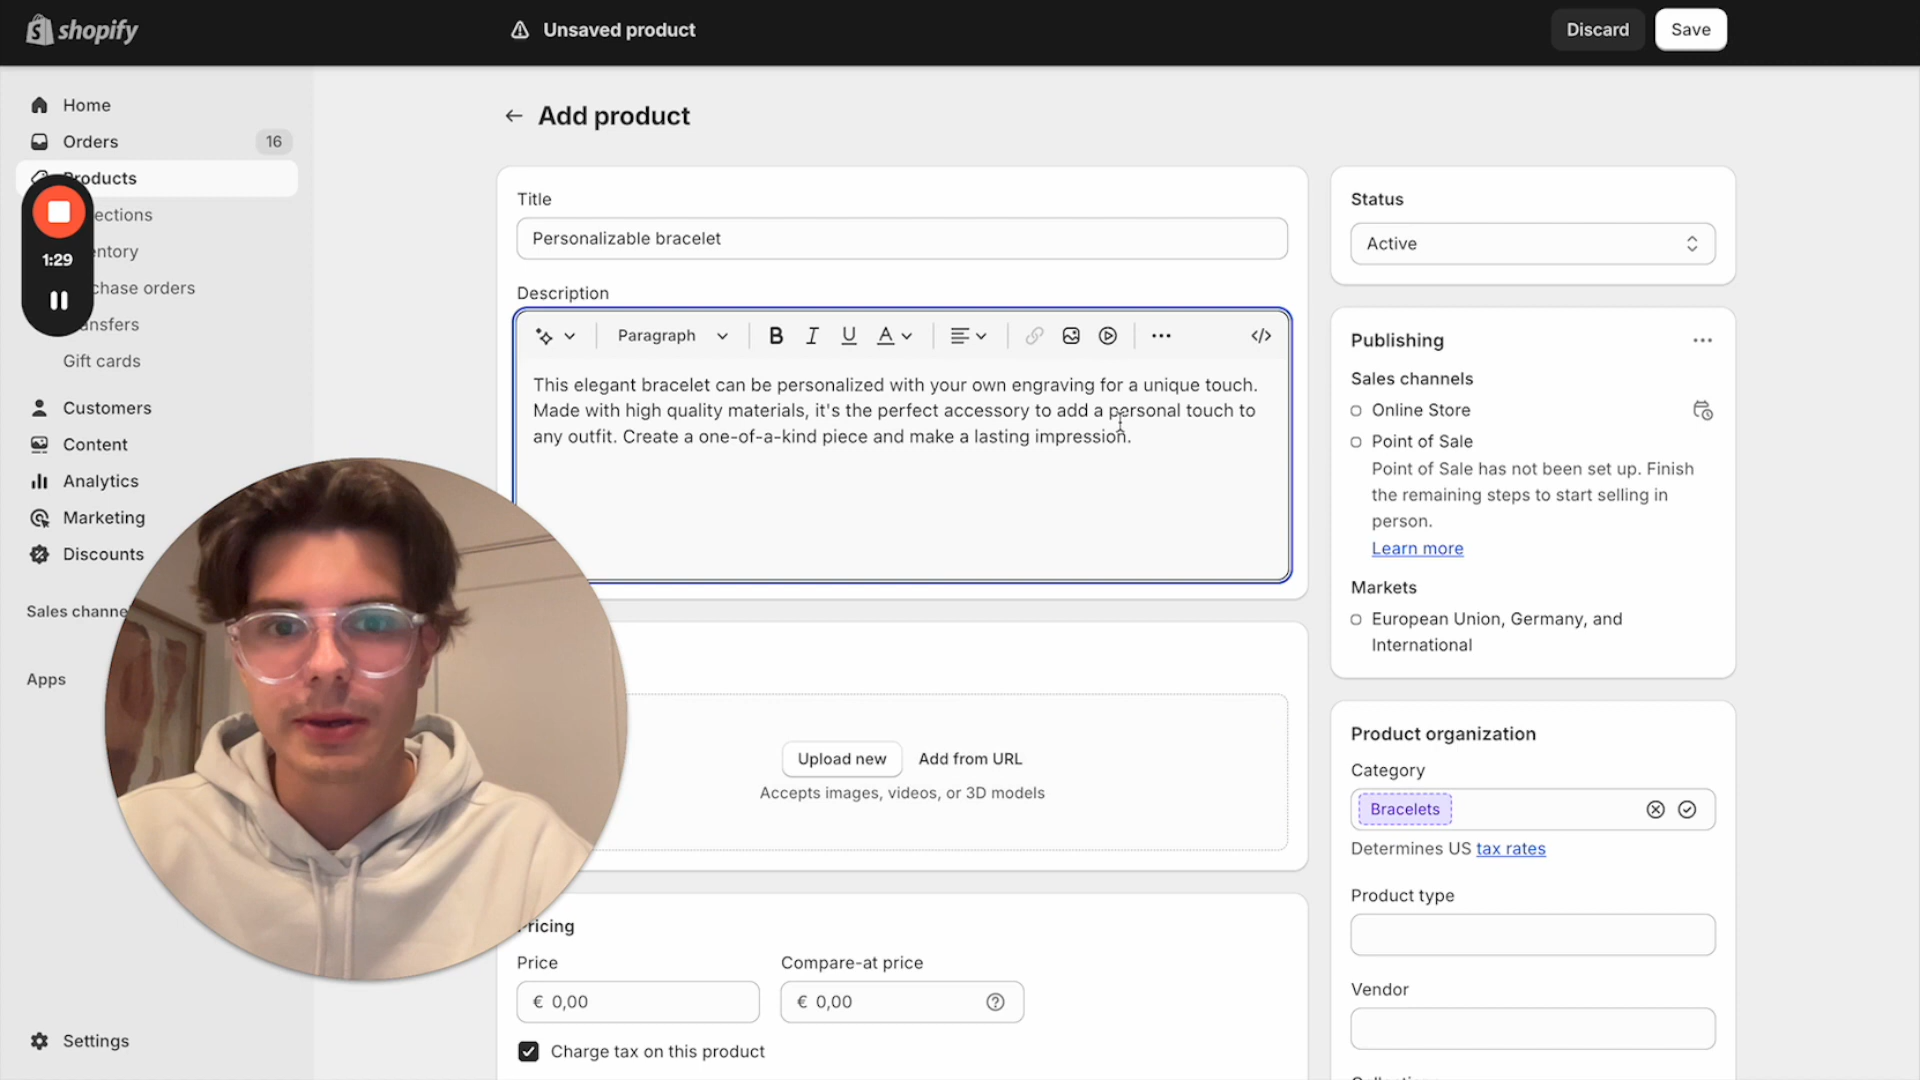 shopify
Unsaved product
Discard
Save
Home
Orders
16
Products
ections
entory
chase orders
ansfers
Gift cards
Customers
Content
Analytics
Marketing
Discounts
Sales channe
Apps
Settings
1:29
Add product
Title
Personalizable bracelet
Description
Paragraph
B I U A
This elegant bracelet can be personalized with your own engraving for a unique touch.
Made with high quality materials, it's the perfect accessory to add a personal touch to
any outfit. Create a one-of-a-kind piece and make a lasting impression.
Upload new
Add from URL
Accepts images, videos, or 3D models
Pricing
Price
Compare-at price
€ 0,00
€ 0,00
Charge tax on this product
Status
Active
Publishing
Sales channels
Online Store
Point of Sale
Point of Sale has not been set up. Finish
the remaining steps to start selling in
person.
Learn more
Markets
European Union, Germany, and
International
Product organization
Category
Bracelets
Determines US tax rates
Product type
Vendor